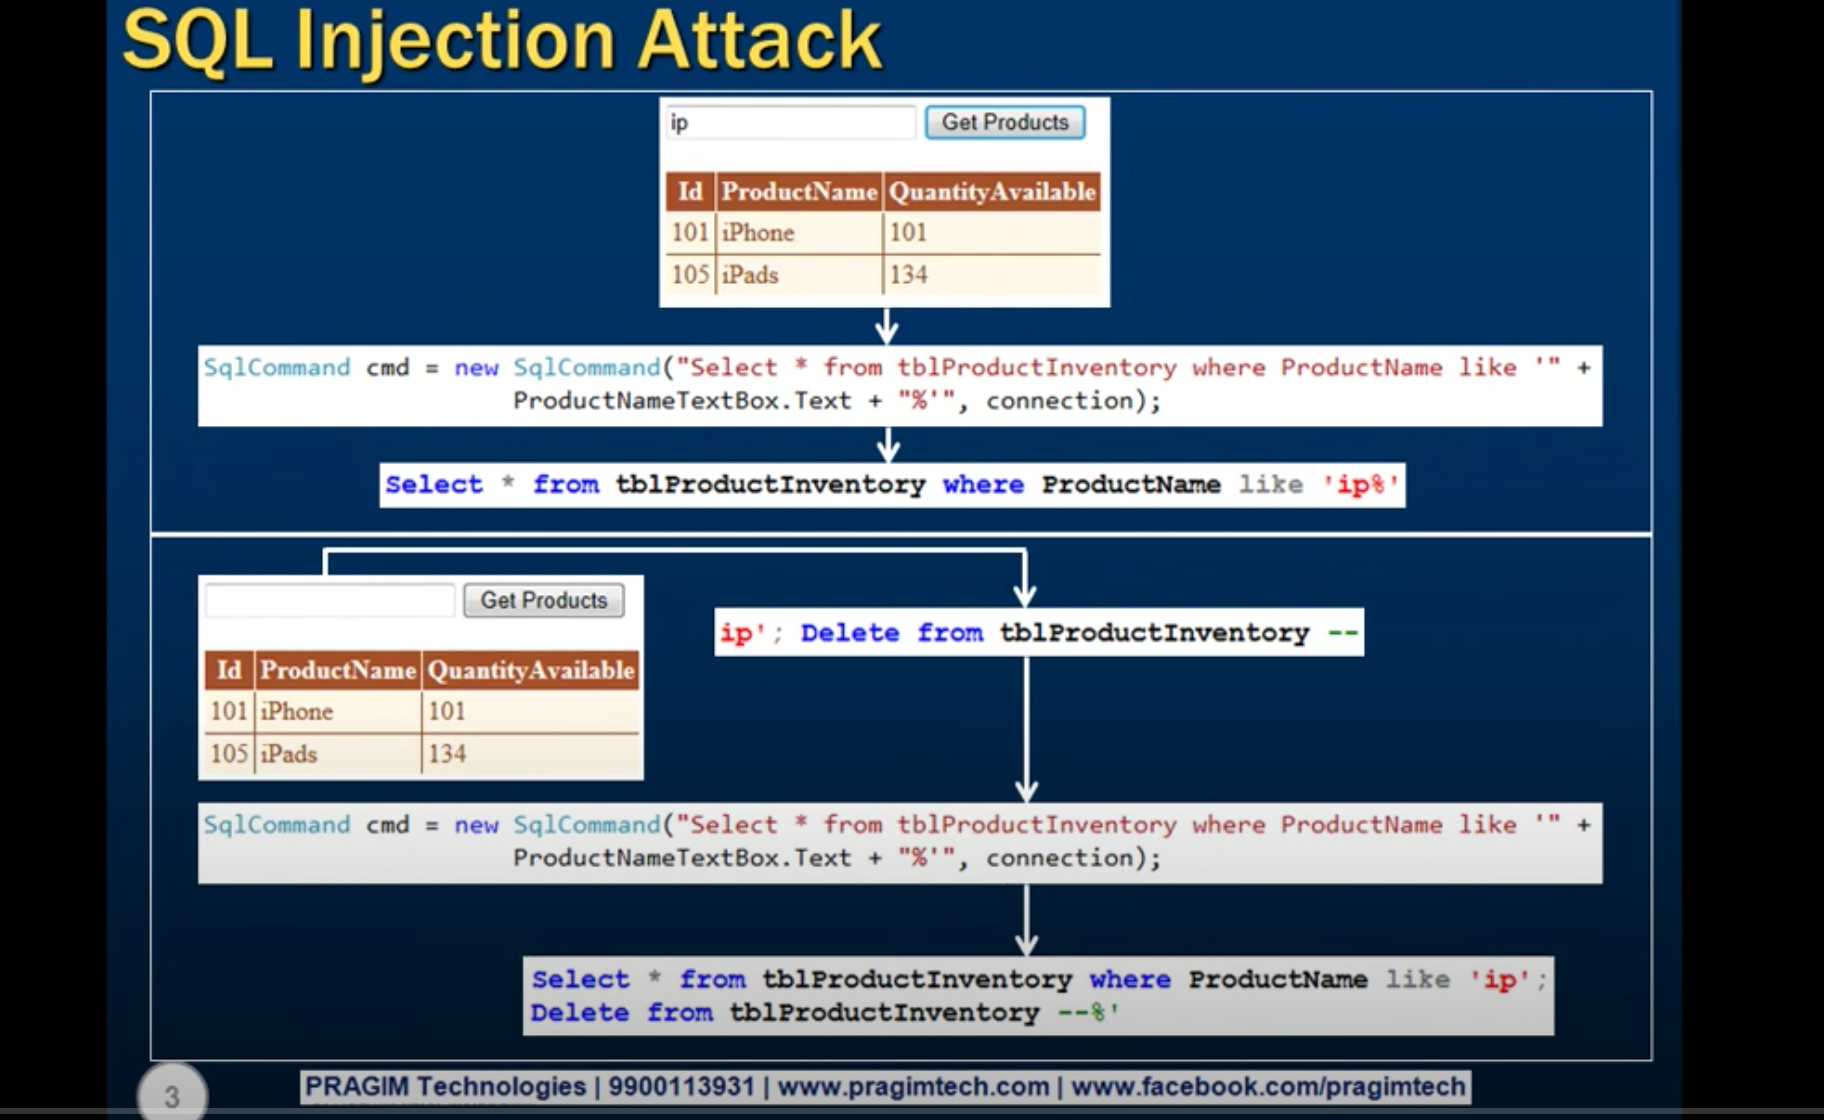 SQL Injection Attack
ip Get Products
Id ProductName QuantityAvailable
101 iPhone 101
105 iPads 134
SqlCommand cmd = new SqlCommand("Select * from tblProductInventory where ProductName like '" +
ProductNameTextBox.Text + "%'", connection);
Select * from tblProductInventory where ProductName like 'ip%'
Get Products
ip'; Delete from tblProductInventory --
Id ProductName QuantityAvailable
101 iPhone 101
105 iPads 134
SqlCommand cmd = new SqlCommand("Select * from tblProductInventory where ProductName like '" +
ProductNameTextBox.Text + "%'", connection);
Select * from tblProductInventory where ProductName like 'ip';
Delete from tblProductInventory --%'
3
PRAGIM Technologies | 9900113931 | www.pragimtech.com | www.facebook.com/pragimtech